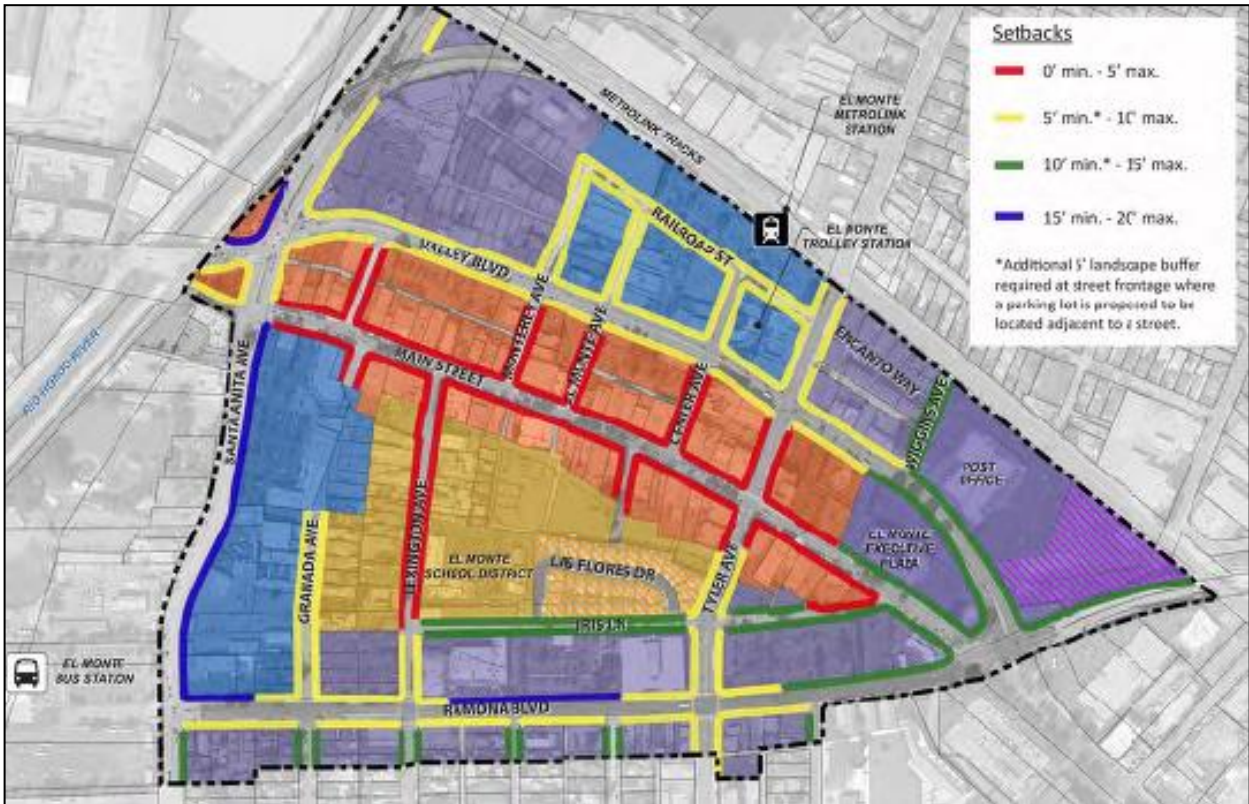 Setbacks
0' min. - 5' max.
5' min.* - 10' max.
10' min.* - 15' max.
15' min. - 20' max.
*Additional 5' landscape buffer
required at street frontage where
a parking lot is proposed to be
located adjacent to a street.
METROLINK TRACKS
EL MONTE
METROLINK
STATION
EL MONTE
TROLLEY STATION
RAILROAD ST
VALLEY BLVD
MONTEREY AVE
EL MONTE AVE
CENTER AVE
ENCANTO WAY
WIGGINS AVE
POST
OFFICE
RIO HONDO RIVER
SANTA ANITA AVE
MAIN STREET
EL MONTE
EXECUTIVE
PLAZA
GRANADA AVE
LEXINGTON AVE
EL MONTE
SCHOOL DISTRICT
LAS FLORES DR
TYLER AVE
IRIS LN
EL MONTE
BUS STATION
RAMONA BLVD